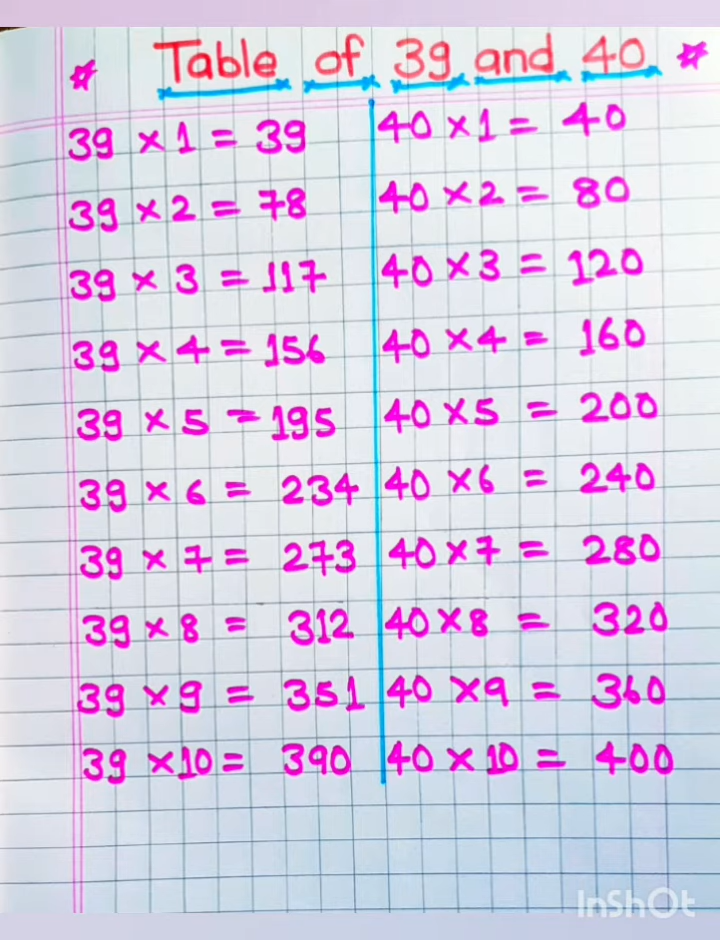 * Table of 39 and 40 *
39 × 1 = 39
39 × 2 = 78
39 × 3 = 117
39 × 4 = 156
39 × 5 = 195
39 × 6 = 234
39 × 7 = 273
39 × 8 = 312
39 × 9 = 351
39 × 10 = 390
40 × 1 = 40
40 × 2 = 80
40 × 3 = 120
40 × 4 = 160
40 × 5 = 200
40 × 6 = 240
40 × 7 = 280
40 × 8 = 320
40 × 9 = 360
40 × 10 = 400
InShOt